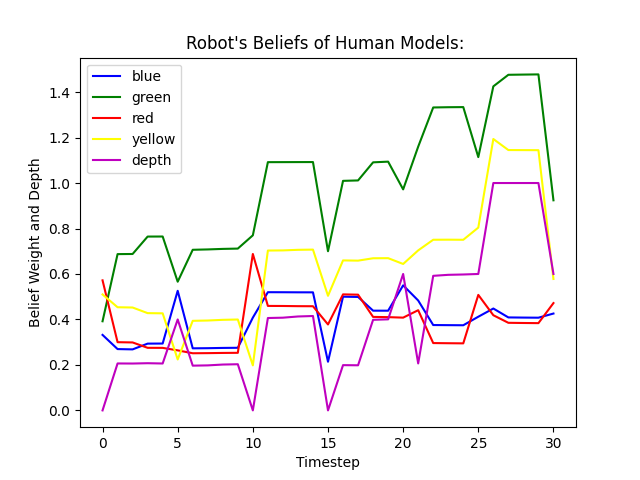 Robot's Beliefs of Human Models:
blue
green
red
yellow
depth
Belief Weight and Depth
1.4
1.2
1.0
0.8
0.6
0.4
0.2
0.0
0 5 10 15 20 25 30
Timestep